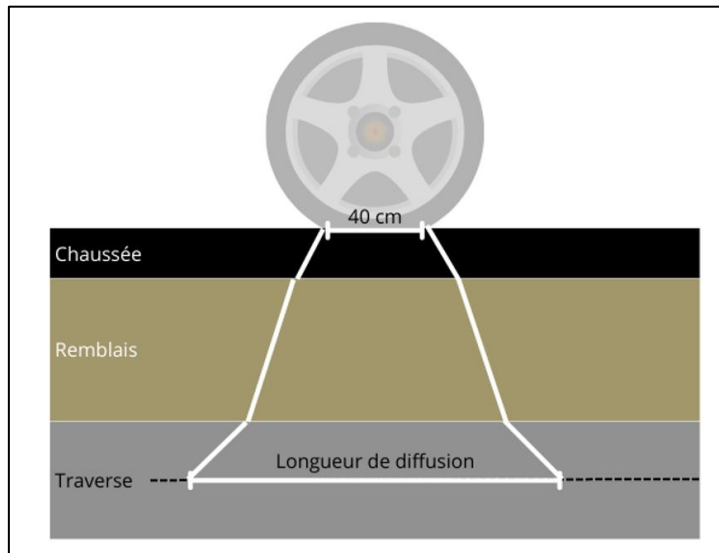 40 cm
Chaussée
Remblais
Longueur de diffusion
Traverse